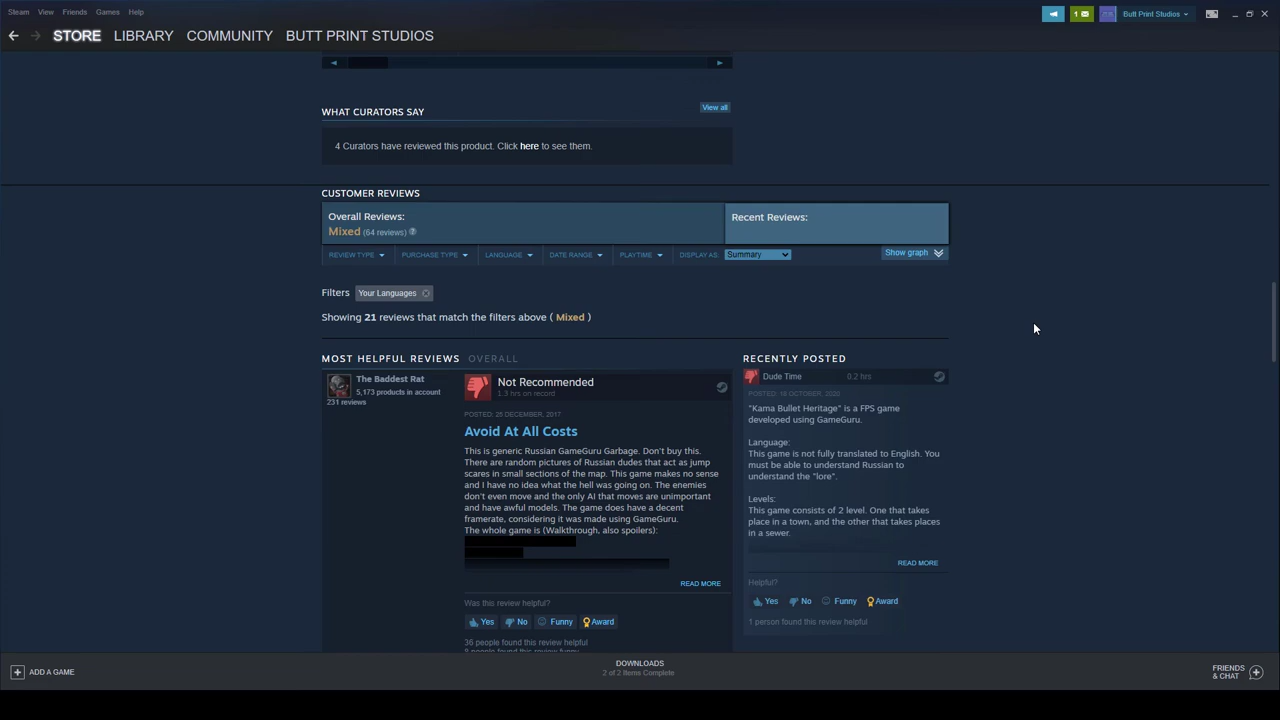 Steam View Friends Games Help
1
Butt Print Studios
STORE LIBRARY COMMUNITY BUTT PRINT STUDIOS
WHAT CURATORS SAY
View all
4 Curators have reviewed this product. Click here to see them.
CUSTOMER REVIEWS
Overall Reviews:
Mixed (64 reviews) ?
Recent Reviews:
REVIEW TYPE PURCHASE TYPE LANGUAGE DATE RANGE PLAYTIME DISPLAY AS: Summary Show graph
Filters Your Languages
Showing 21 reviews that match the filters above ( Mixed )
MOST HELPFUL REVIEWS OVERALL
The Baddest Rat
5,173 products in account
231 reviews
Not Recommended
1.3 hrs on record
POSTED: 25 DECEMBER, 2017
Avoid At All Costs
This is generic Russian GameGuru Garbage. Don't buy this.
There are random pictures of Russian dudes that act as jump
scares in small sections of the map. This game makes no sense
and I have no idea what the hell was going on. The enemies
don't even move and the only AI that moves are unimportant
and have awful models. The game does have a decent
framerate, considering it was made using GameGuru.
The whole game is (Walkthrough, also spoilers):
READ MORE
Was this review helpful?
Yes No Funny Award
36 people found this review helpful
8 people found this review funny
RECENTLY POSTED
Dude Time 0.2 hrs
"Kama Bullet Heritage" is a FPS game
developed using GameGuru.
Language:
This game is not fully translated to English. You
must be able to understand Russian to
understand the "lore".
Levels:
This game consists of 2 level. One that takes
place in a town, and the other that takes places
in a sewer.
READ MORE
Helpful?
Yes No Funny Award
1 person found this review helpful
ADD A GAME
DOWNLOADS
2 of 2 Items Complete
FRIENDS
& CHAT